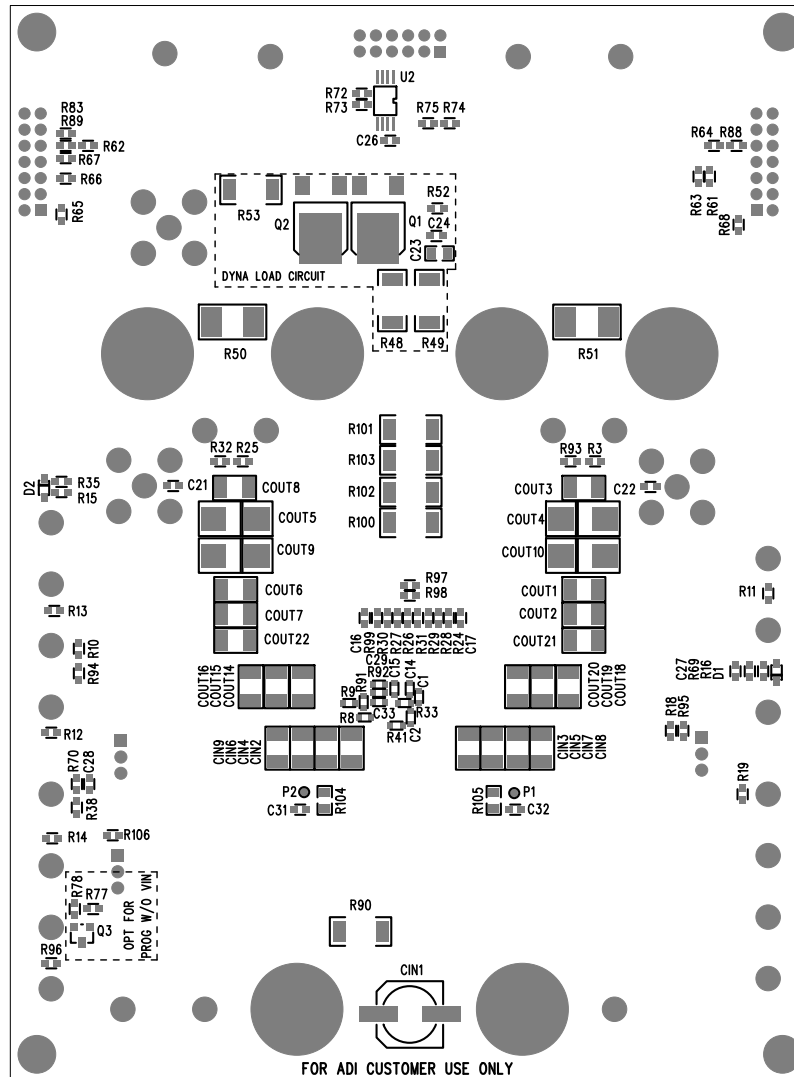 U2
R72
R73
R75 R74
C26
R83
R89
R62
R67
R66
R65
R64 R88
R63
R61
R68
R53
Q2
Q1
R52
C24
C23
DYNA LOAD CIRCUIT
R48
R49
R50
R51
R101
R103
R102
R100
R32 R25
R93 R3
D2
R35
R15
C21
COUT8
COUT5
COUT9
COUT3
C22
COUT4
COUT10
COUT6
COUT7
COUT22
COUT1
COUT2
COUT21
R97
R98
R11
R13
R10
R94
C16
R99
R30
R27
R26
R31
R29
R28
R24
C17
COUT16
COUT15
COUT14
C29
R92
C15
C14
C1
R91
R9
R8
C33
R33
C2
R41
COUT20
COUT19
COUT18
C27
R69
R16
D1
R18
R95
R12
CIN9
CIN6
CIN4
CIN2
CIN3
CIN5
CIN7
CIN8
R70
C28
R38
P2
R104
C31
R105
P1
C32
R19
R14
R106
R78
R77
Q3
OPT FOR
PROG W/O VIN
R96
R90
CIN1
FOR ADI CUSTOMER USE ONLY